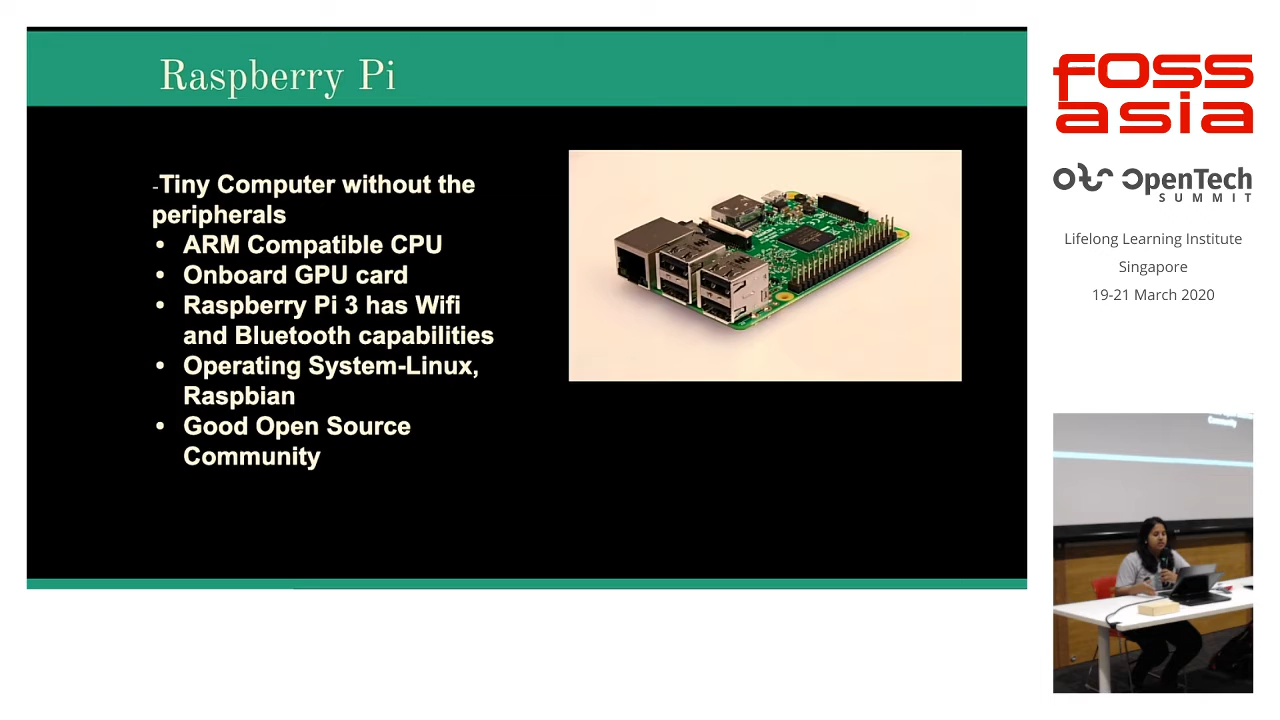 Raspberry Pi
-Tiny Computer without the
peripherals
• ARM Compatible CPU
• Onboard GPU card
• Raspberry Pi 3 has Wifi
and Bluetooth capabilities
• Operating System-Linux,
Raspbian
• Good Open Source
Community
FOSS
asia
OpenTech
SUMMIT
Lifelong Learning Institute
Singapore
19-21 March 2020
Community